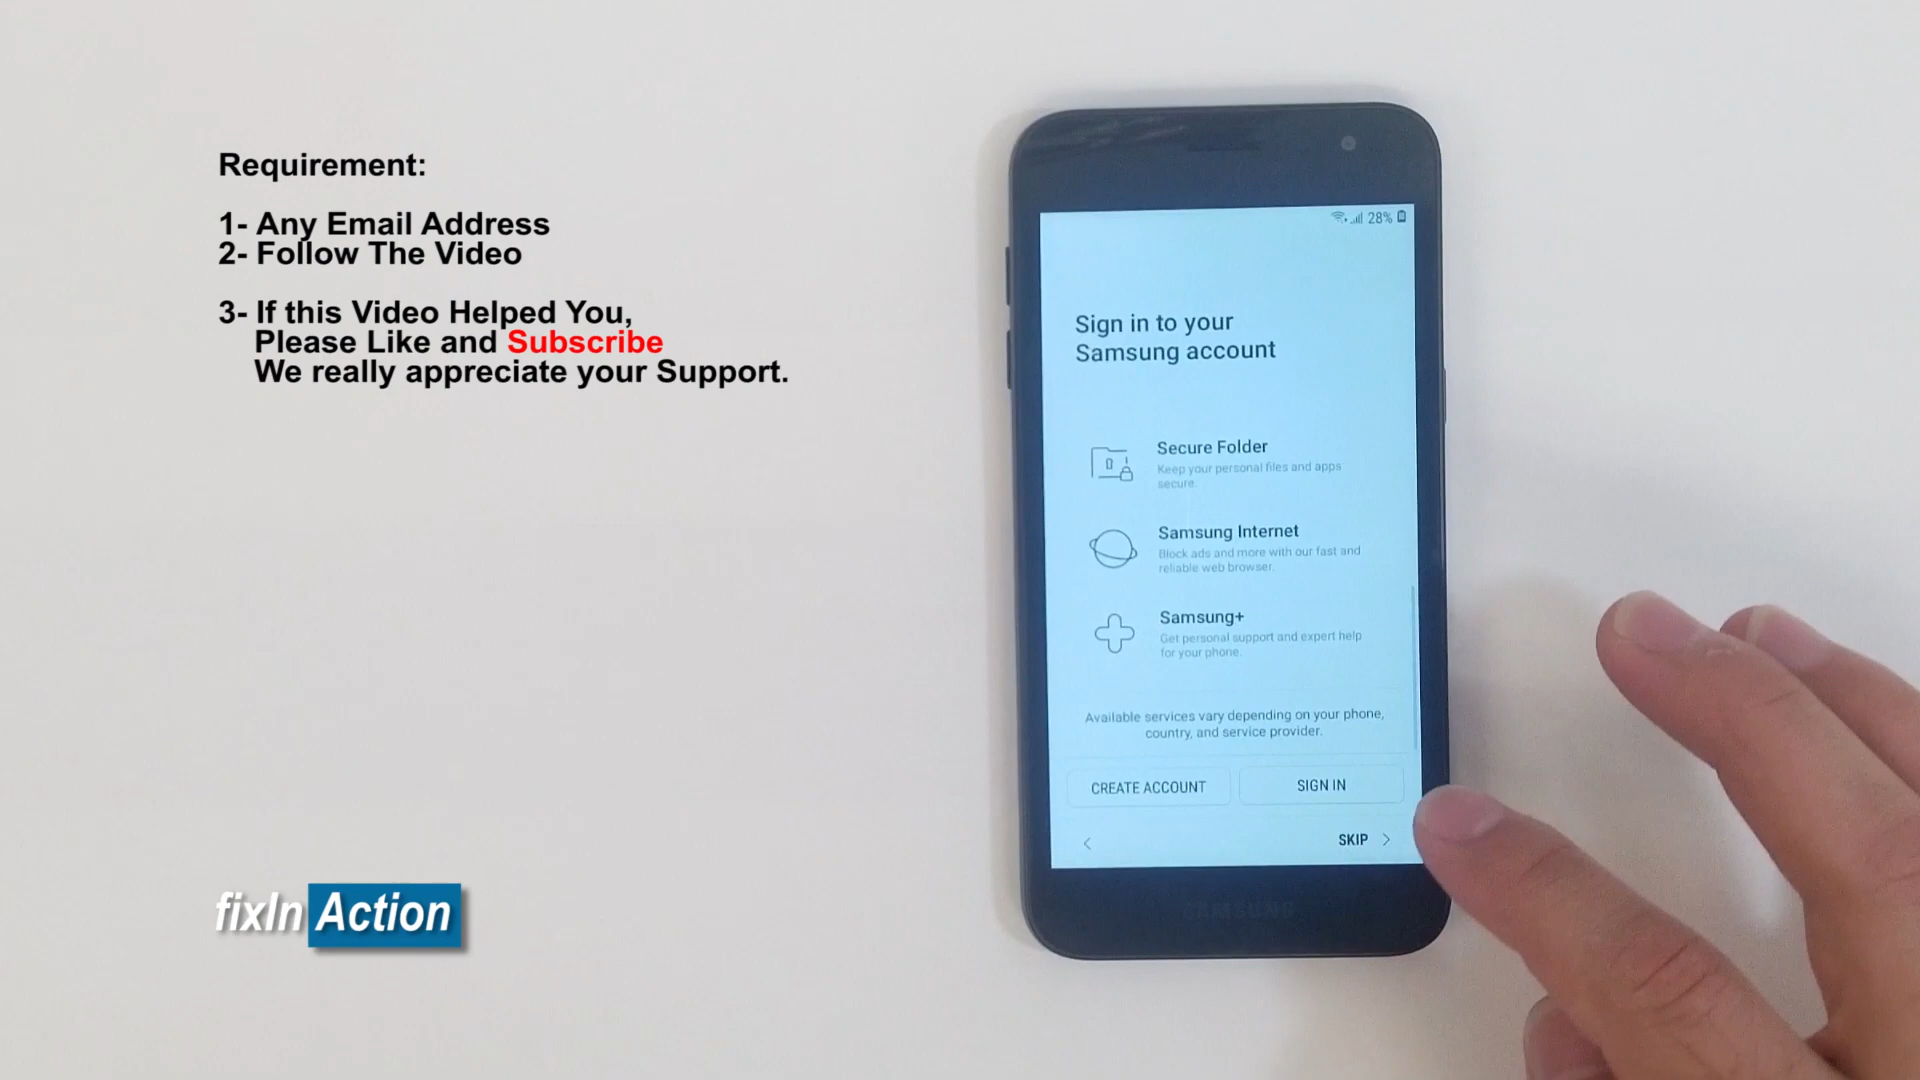 Requirement:
1- Any Email Address
2- Follow The Video
3- If this Video Helped You,
Please Like and Subscribe
We really appreciate your Support.
fixIn Action
28%
Sign in to your
Samsung account
Secure Folder
Keep your personal files and apps
secure.
Samsung Internet
Block ads and more with our fast and
reliable web browser.
Samsung+
Get personal support and expert help
for your phone.
Available services vary depending on your phone,
country, and service provider.
CREATE ACCOUNT
SIGN IN
<
SKIP >
SAMSUNG